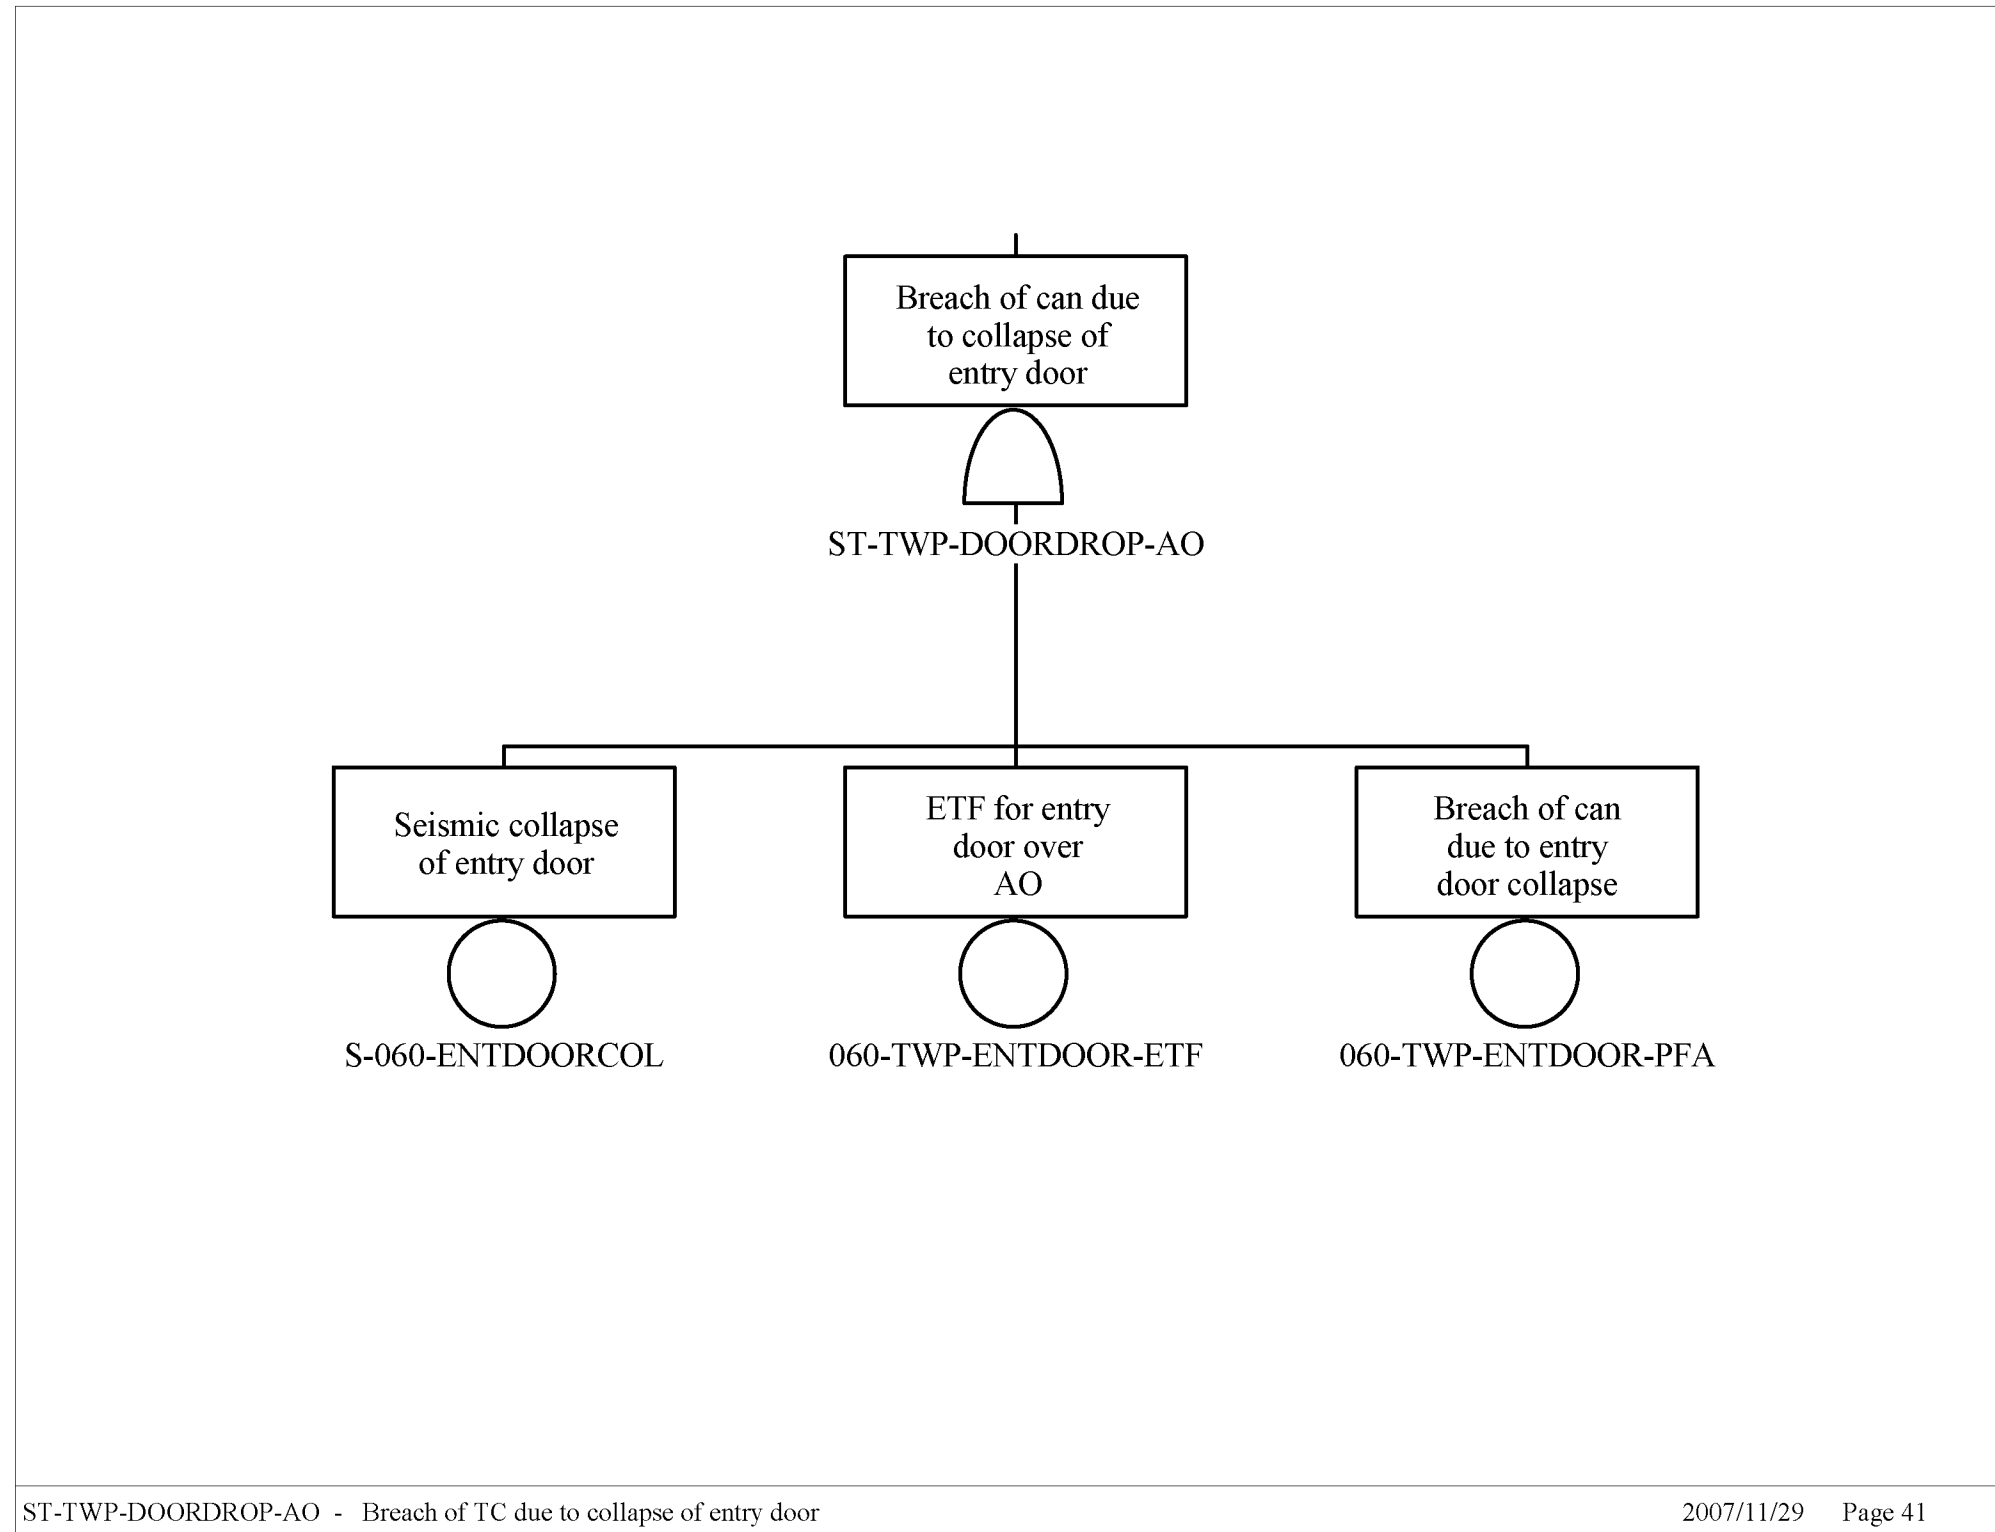 Breach of can due
to collapse of
entry door
ST-TWP-DOORDROP-AO
Seismic collapse
of entry door
S-060-ENTDOORCOL
ETF for entry
door over
AO
060-TWP-ENTDOOR-ETF
Breach of can
due to entry
door collapse
060-TWP-ENTDOOR-PFA
ST-TWP-DOORDROP-AO - Breach of TC due to collapse of entry door
2007/11/29 Page 41